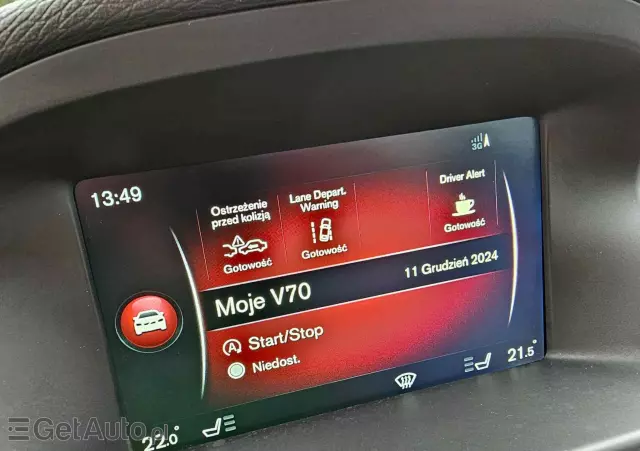 3G
13:49
Ostrzeżenie
przed kolizją
Gotowość
Lane Depart.
Warning
Gotowość
Driver Alert
Gotowość
Moje V70
11 Grudzień 2024
Start/Stop
Niedost.
22.0°
21.5°
GetAuto.pl